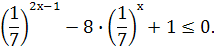 (1/7)^{2x-1} - 8 · (1/7)^x + 1 ≤ 0.